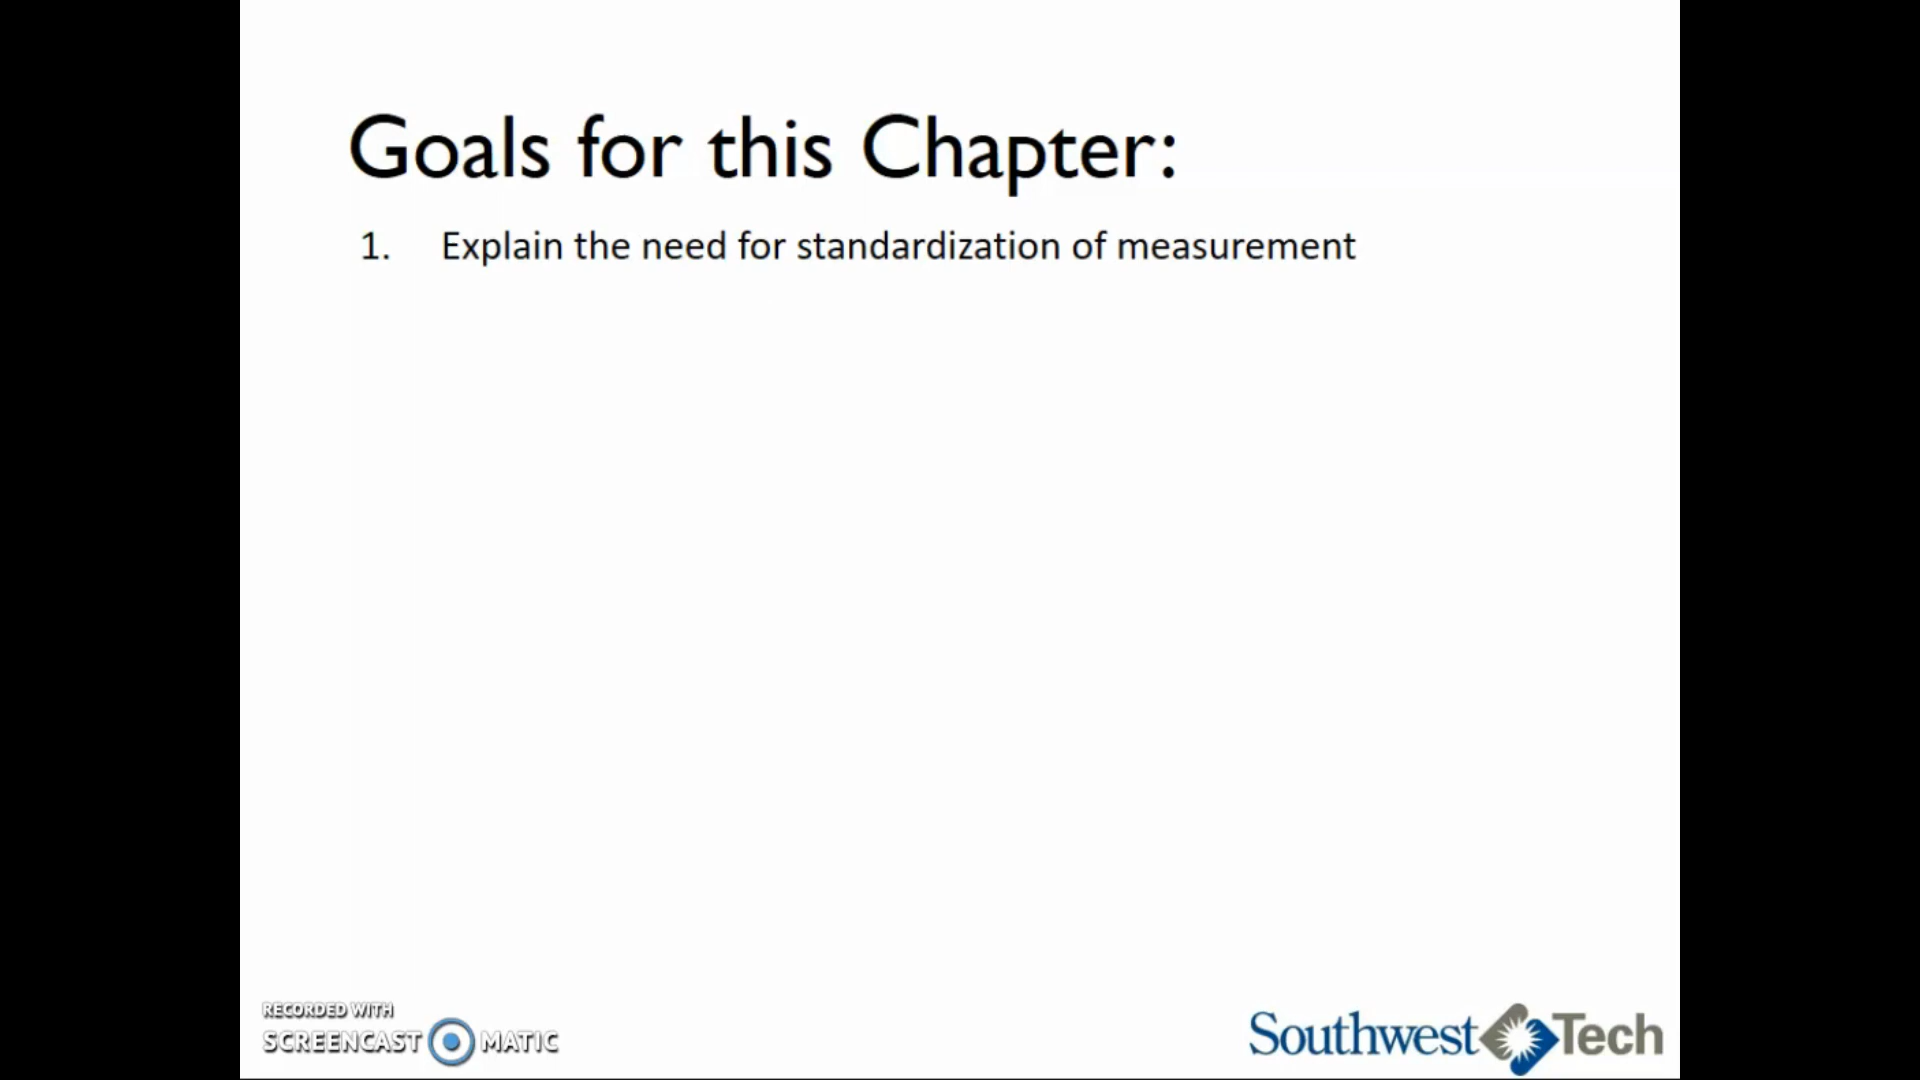 Goals for this Chapter:
1. Explain the need for standardization of measurement
RECORDED WITH
SCREENCAST MATIC
Southwest Tech